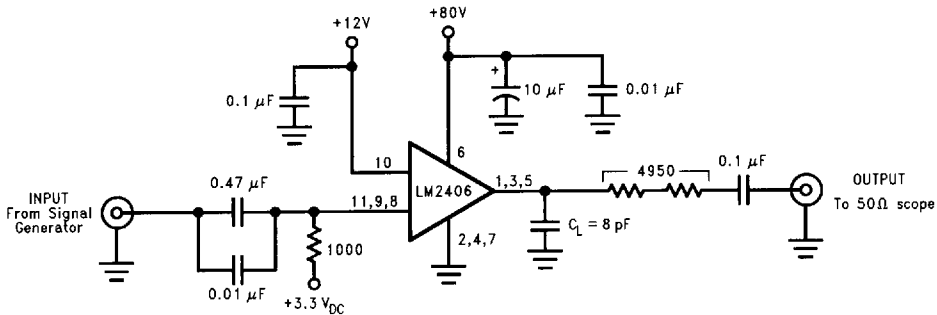 +12V
+80V
0.1 µF
+
10 µF
0.01 µF
10
6
LM2406
INPUT
From Signal
Generator
0.47 µF
11,9,8
1,3,5
4950
0.1 µF
OUTPUT
To 50Ω scope
1000
2,4,7
C_L = 8 pF
0.01 µF
+3.3 V_DC